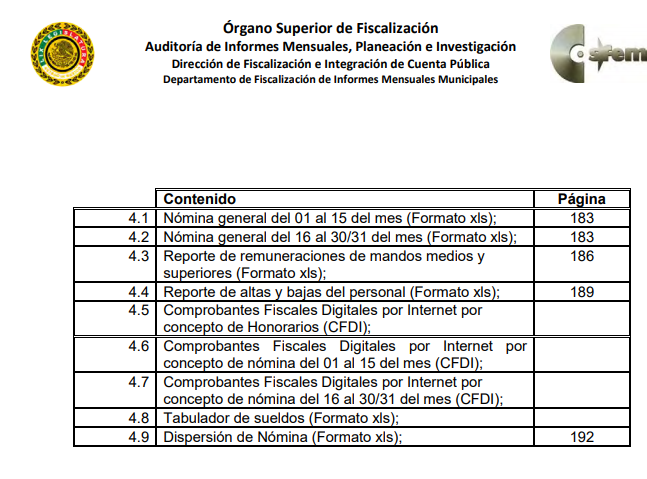 Órgano Superior de Fiscalización
Auditoría de Informes Mensuales, Planeación e Investigación
Dirección de Fiscalización e Integración de Cuenta Pública
Departamento de Fiscalización de Informes Mensuales Municipales
osfem
Contenido Página
4.1 Nómina general del 01 al 15 del mes (Formato xls); 183
4.2 Nómina general del 16 al 30/31 del mes (Formato xls); 183
4.3 Reporte de remuneraciones de mandos medios y 186
superiores (Formato xls);
4.4 Reporte de altas y bajas del personal (Formato xls); 189
4.5 Comprobantes Fiscales Digitales por Internet por
concepto de Honorarios (CFDI);
4.6 Comprobantes Fiscales Digitales por Internet por
concepto de nómina del 01 al 15 del mes (CFDI);
4.7 Comprobantes Fiscales Digitales por Internet por
concepto de nómina del 16 al 30/31 del mes (CFDI);
4.8 Tabulador de sueldos (Formato xls);
4.9 Dispersión de Nómina (Formato xls); 192